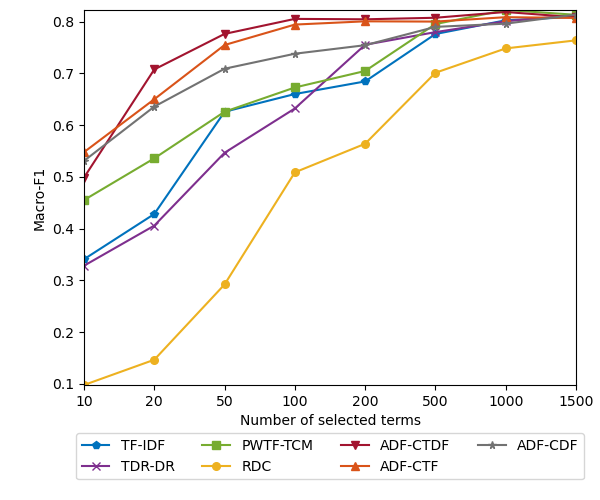 0.8
0.7
0.6
0.5
0.4
0.3
0.2
0.1
Macro-F1
10 20 50 100 200 500 1000 1500
Number of selected terms
TF-IDF PWTF-TCM ADF-CTDF ADF-CDF
TDR-DR RDC ADF-CTF